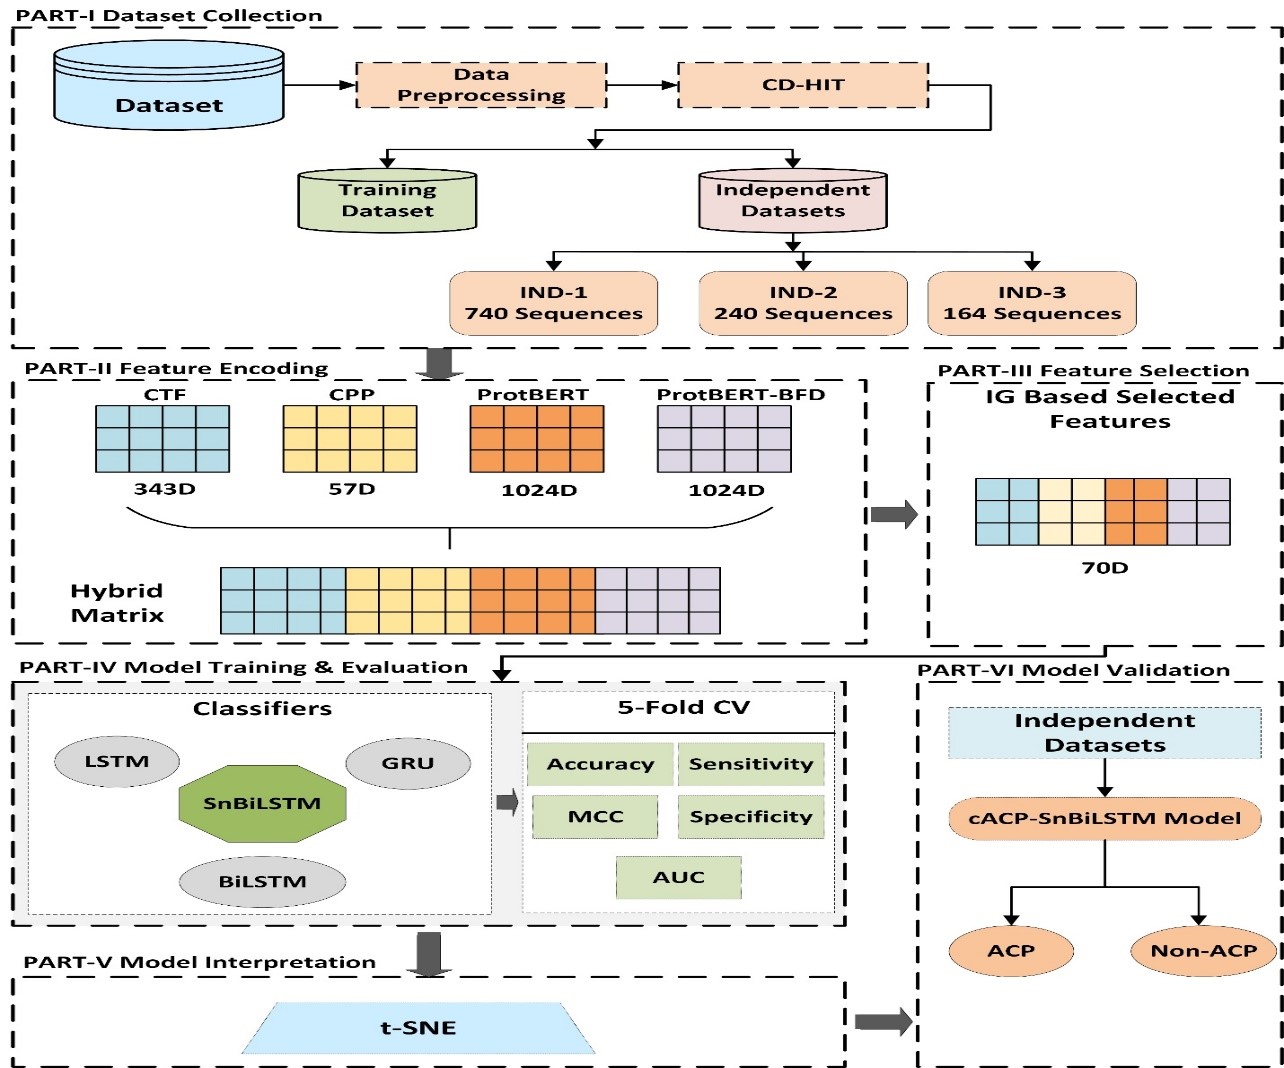 PART-I Dataset Collection
Dataset
Data
Preprocessing
CD-HIT
Training
Dataset
Independent
Datasets
IND-1
740 Sequences
IND-2
240 Sequences
IND-3
164 Sequences
PART-II Feature Encoding
CTF
CPP
ProtBERT
ProtBERT-BFD
343D
57D
1024D
1024D
Hybrid
Matrix
PART-III Feature Selection
IG Based Selected
Features
70D
PART-IV Model Training & Evaluation
Classifiers
LSTM
GRU
SnBiLSTM
BiLSTM
5-Fold CV
Accuracy
Sensitivity
MCC
Specificity
AUC
PART-V Model Interpretation
t-SNE
PART-VI Model Validation
Independent
Datasets
cACP-SnBiLSTM Model
ACP
Non-ACP